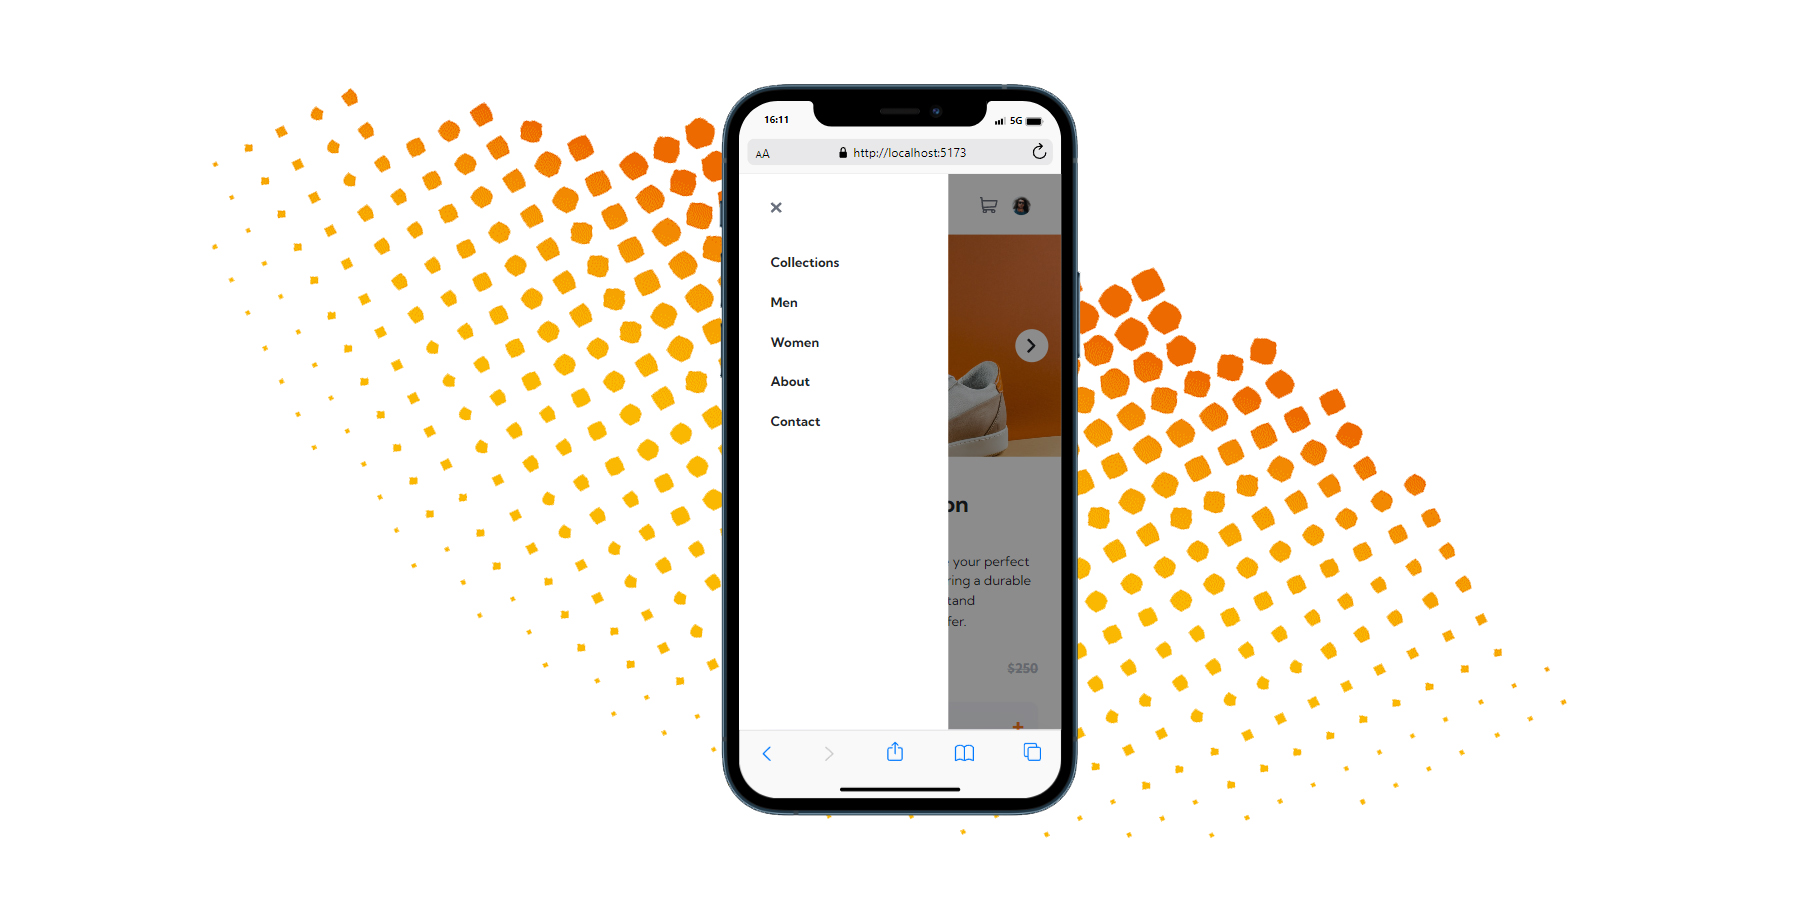 16:11
5G
AA
http://localhost:5173
Collections
Men
Women
About
Contact
on
your perfect
ring a durable
tand
fer.
$250